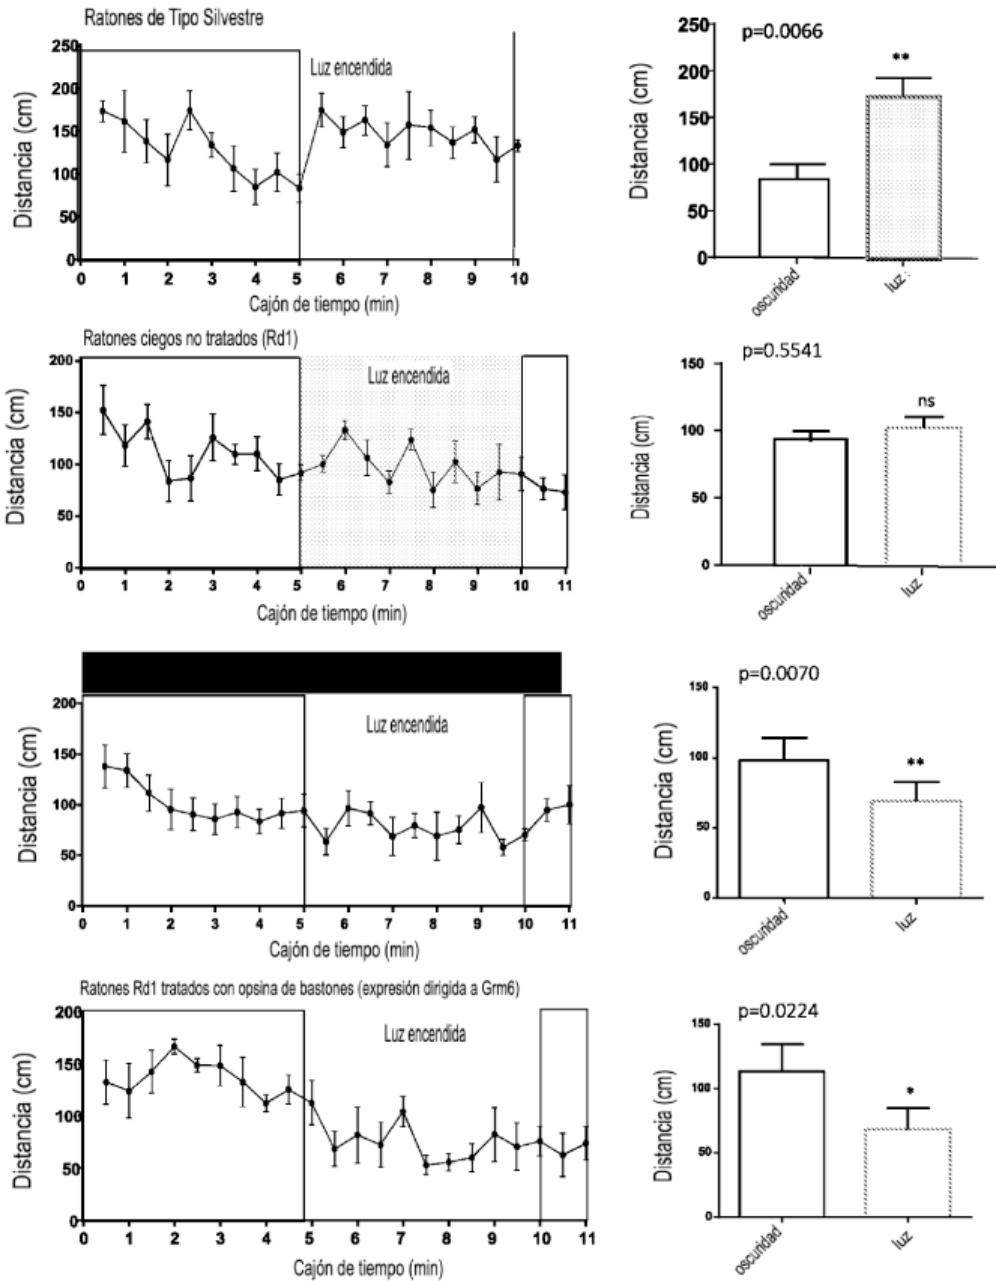 Ratones de Tipo Silvestre
Distancia (cm)
250
200
150
100
50
0
Luz encendida
0 1 2 3 4 5 6 7 8 9 10
Cajón de tiempo (min)
p=0.0066
**
Distancia (cm)
250
200
150
100
50
0
oscuridad
luz
Ratones ciegos no tratados (Rd1)
Distancia (cm)
200
150
100
50
0
Luz encendida
0 1 2 3 4 5 6 7 8 9 10 11
Cajón de tiempo (min)
p=0.5541
ns
Distancia (cm)
150
100
50
0
oscuridad
luz
Distancia (cm)
200
150
100
50
0
Luz encendida
0 1 2 3 4 5 6 7 8 9 10 11
Cajón de tiempo (min)
p=0.0070
**
Distancia (cm)
150
100
50
0
oscuridad
luz
Ratones Rd1 tratados con opsina de bastones (expresión dirigida a Grm6)
Distancia (cm)
200
150
100
50
0
Luz encendida
0 1 2 3 4 5 6 7 8 9 10 11
Cajón de tiempo (min)
p=0.0224
*
Distancia (cm)
150
100
50
0
oscuridad
luz